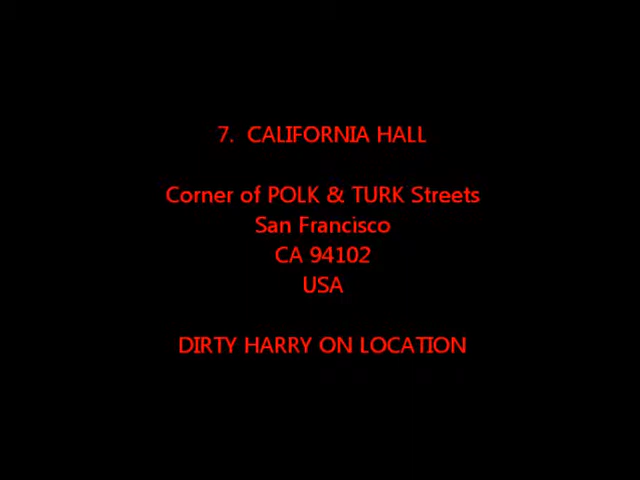 7. CALIFORNIA HALL
Corner of POLK & TURK Streets
San Francisco
CA 94102
USA
DIRTY HARRY ON LOCATION